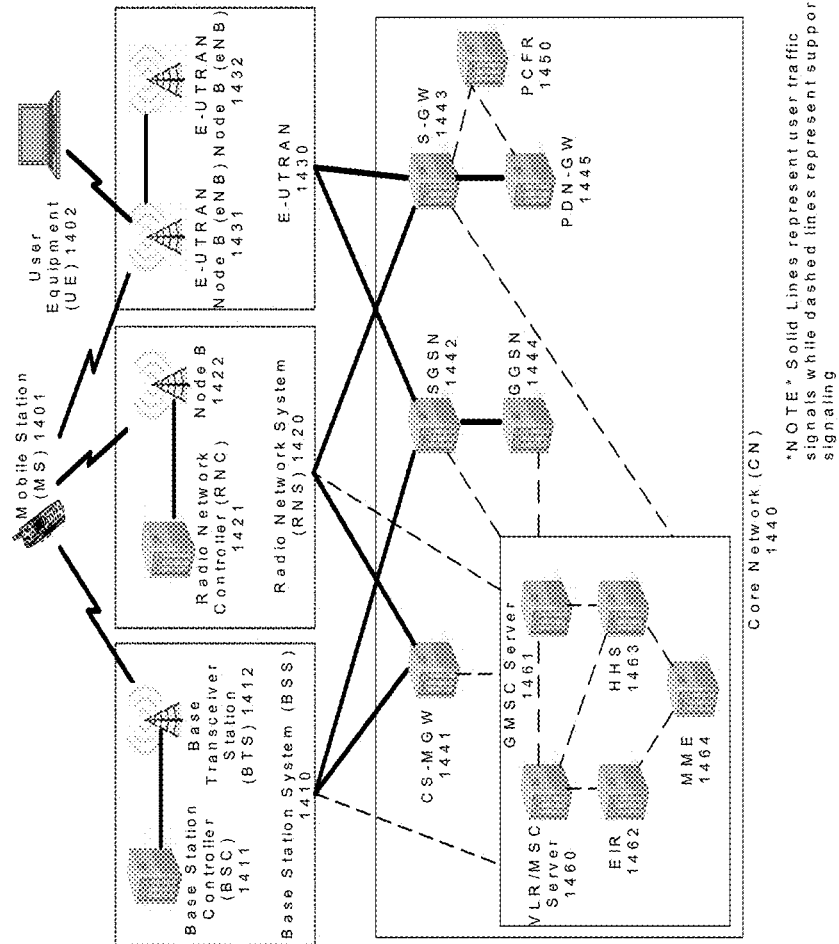 Mobile Station
(MS) 1401
User
Equipment
(UE) 1402
Base Station
Controller
(BSC)
1411
Base
Transceiver
Station
(BTS) 1412
Base Station System (BSS)
1410
Radio Network
Controller (RNC)
1421
Node B
1422
Radio Network System
(RNS) 1420
E-UTRAN
Node B (eNB)
1431
E-UTRAN
Node B (eNB)
1432
E-UTRAN
1430
CS-MGW
1441
SGSN
1442
GGSN
1444
S-GW
1443
PDN-GW
1445
PCFR
1450
VLR/MSC
Server
1460
GMSC Server
1461
EIR
1462
HHS
1463
MME
1464
Core Network (CN)
1440
*NOTE* Solid Lines represent user traffic
signals while dashed lines represent suppor
signaling